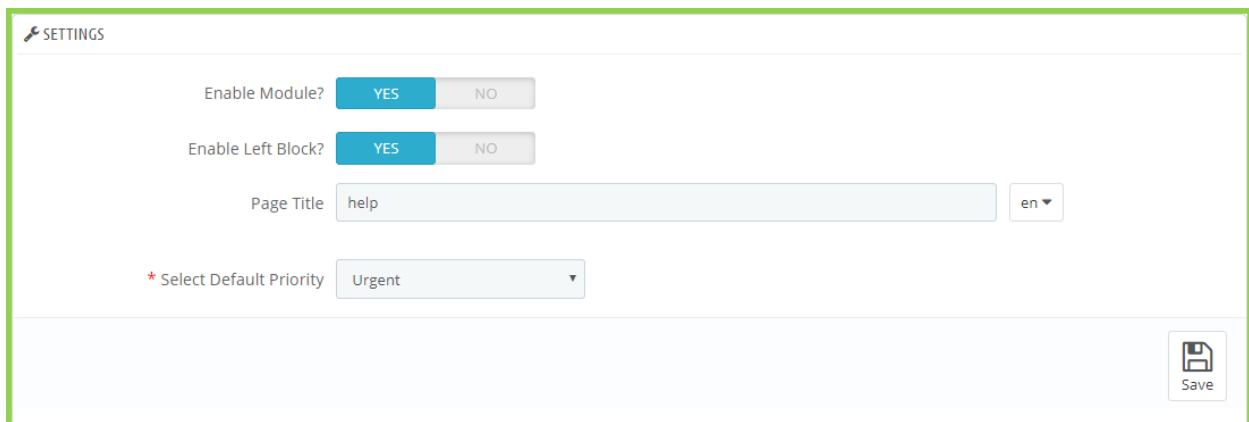 SETTINGS
Enable Module? YES NO
Enable Left Block? YES NO
Page Title help en
* Select Default Priority Urgent
Save